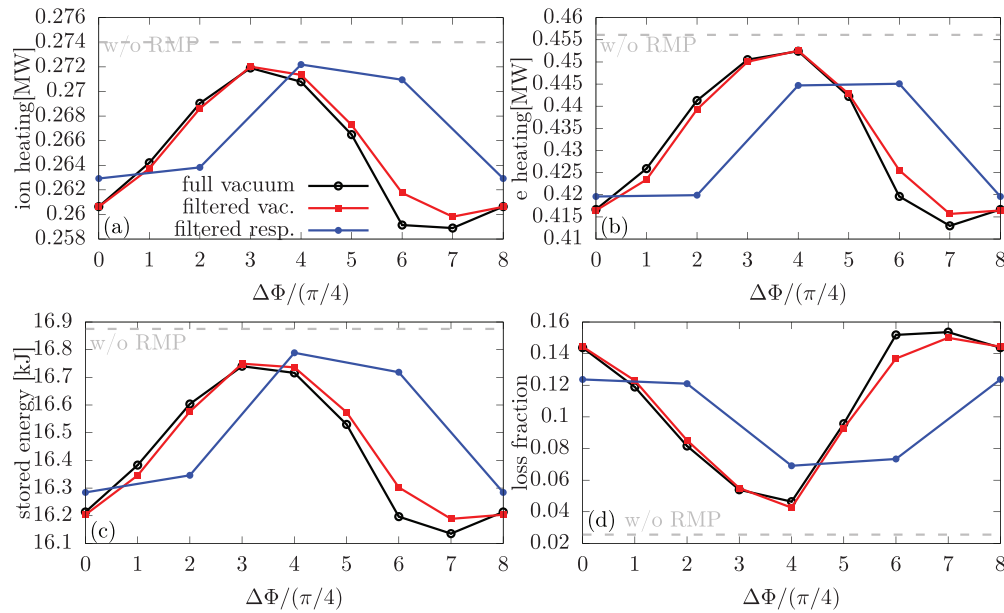 0.276
0.274
0.272
0.27
0.268
0.266
0.264
0.262
0.26
0.258
ion heating[MW]
w/o RMP
full vacuum
filtered vac.
filtered resp.
(a)
0 1 2 3 4 5 6 7 8
ΔΦ/(π/4)
0.46
0.455
0.45
0.445
0.44
0.435
0.43
0.425
0.42
0.415
0.41
e heating[MW]
w/o RMP
(b)
0 1 2 3 4 5 6 7 8
ΔΦ/(π/4)
16.9
16.8
16.7
16.6
16.5
16.4
16.3
16.2
16.1
stored energy [kJ]
w/o RMP
(c)
0 1 2 3 4 5 6 7 8
ΔΦ/(π/4)
0.16
0.14
0.12
0.1
0.08
0.06
0.04
0.02
loss fraction
(d)
w/o RMP
0 1 2 3 4 5 6 7 8
ΔΦ/(π/4)